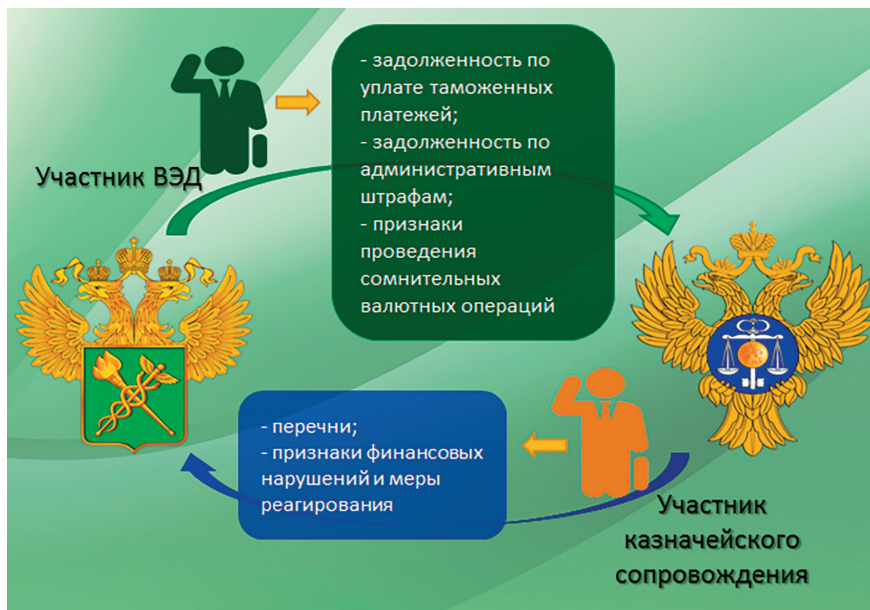 - задолженность по
уплате таможенных
платежей;
- задолженность по
административным
штрафам;
- признаки
проведения
сомнительных
валютных операций
Участник ВЭД
- перечни;
- признаки финансовых
нарушений и меры
реагирования
Участник
казначейского
сопровождения